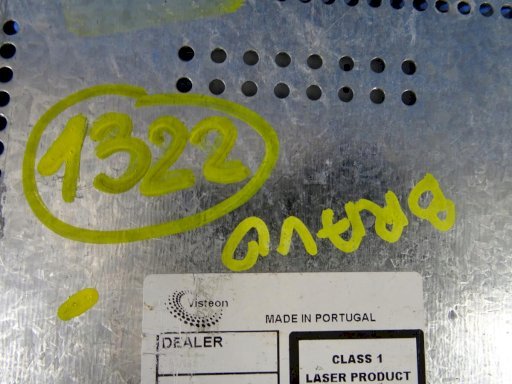 1322
BRAVO
Visteon
MADE IN PORTUGAL
DEALER
CLASS 1
LASER PRODUCT